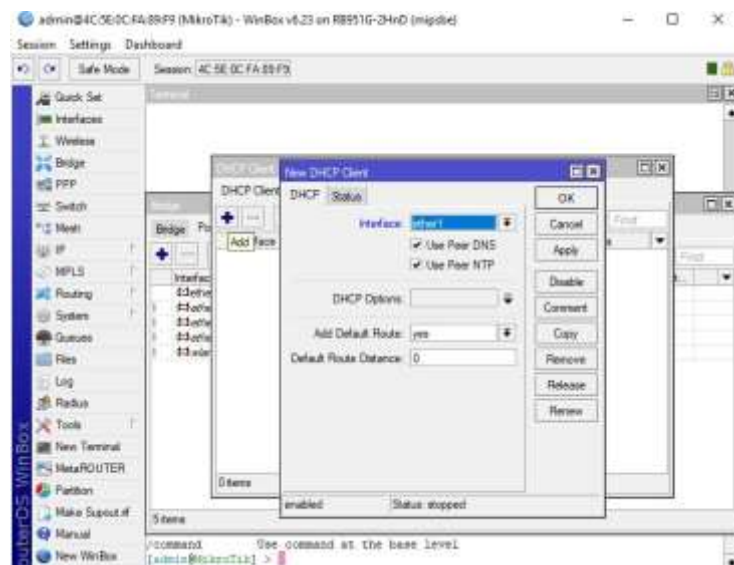 admin@4C:5E:0C:FA:89:F9 (MikroTik) - WinBox v6.23 on RB951G-2HnD (mipsbe)
Session Settings Dashboard
Safe Mode Session: 4C:5E:0C:FA:89:F9
Quick Set
Interfaces
Wireless
Bridge
PPP
Switch
Mesh
IP
MPLS
Routing
System
Queues
Files
Log
Radius
Tools
New Terminal
MetaROUTER
Partition
Make Supout.rif
Manual
New WinBox
RouterOS WinBox
Terminal
Bridge
Interfac
5 items
DHCP Client
DHCP Client
Add
Find
0 items
Find
New DHCP Client
DHCP Status
Interface: ether1
Use Peer DNS
Use Peer NTP
DHCP Options:
Add Default Route: yes
Default Route Distance: 0
OK
Cancel
Apply
Disable
Comment
Copy
Remove
Release
Renew
enabled Status: stopped
/command Use command at the base level
[admin@MikroTik] >